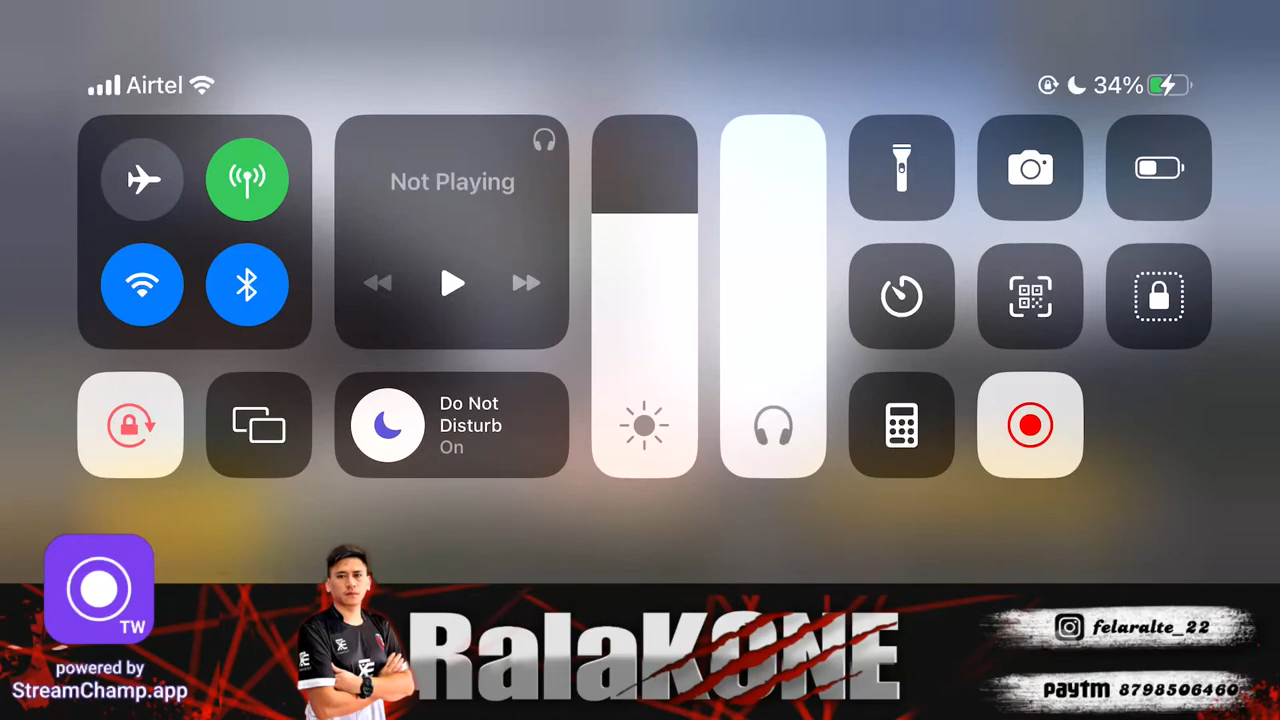 Airtel
34%
Not Playing
Do Not
Disturb
On
TW
powered by
StreamChamp.app
RalaKONE
felaralte_22
paytm 8798506460